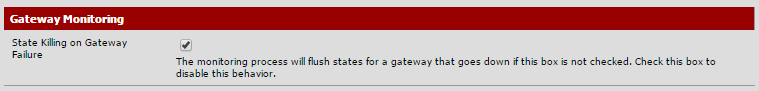 Gateway Monitoring
State Killing on Gateway
Failure
The monitoring process will flush states for a gateway that goes down if this box is not checked. Check this box to
disable this behavior.